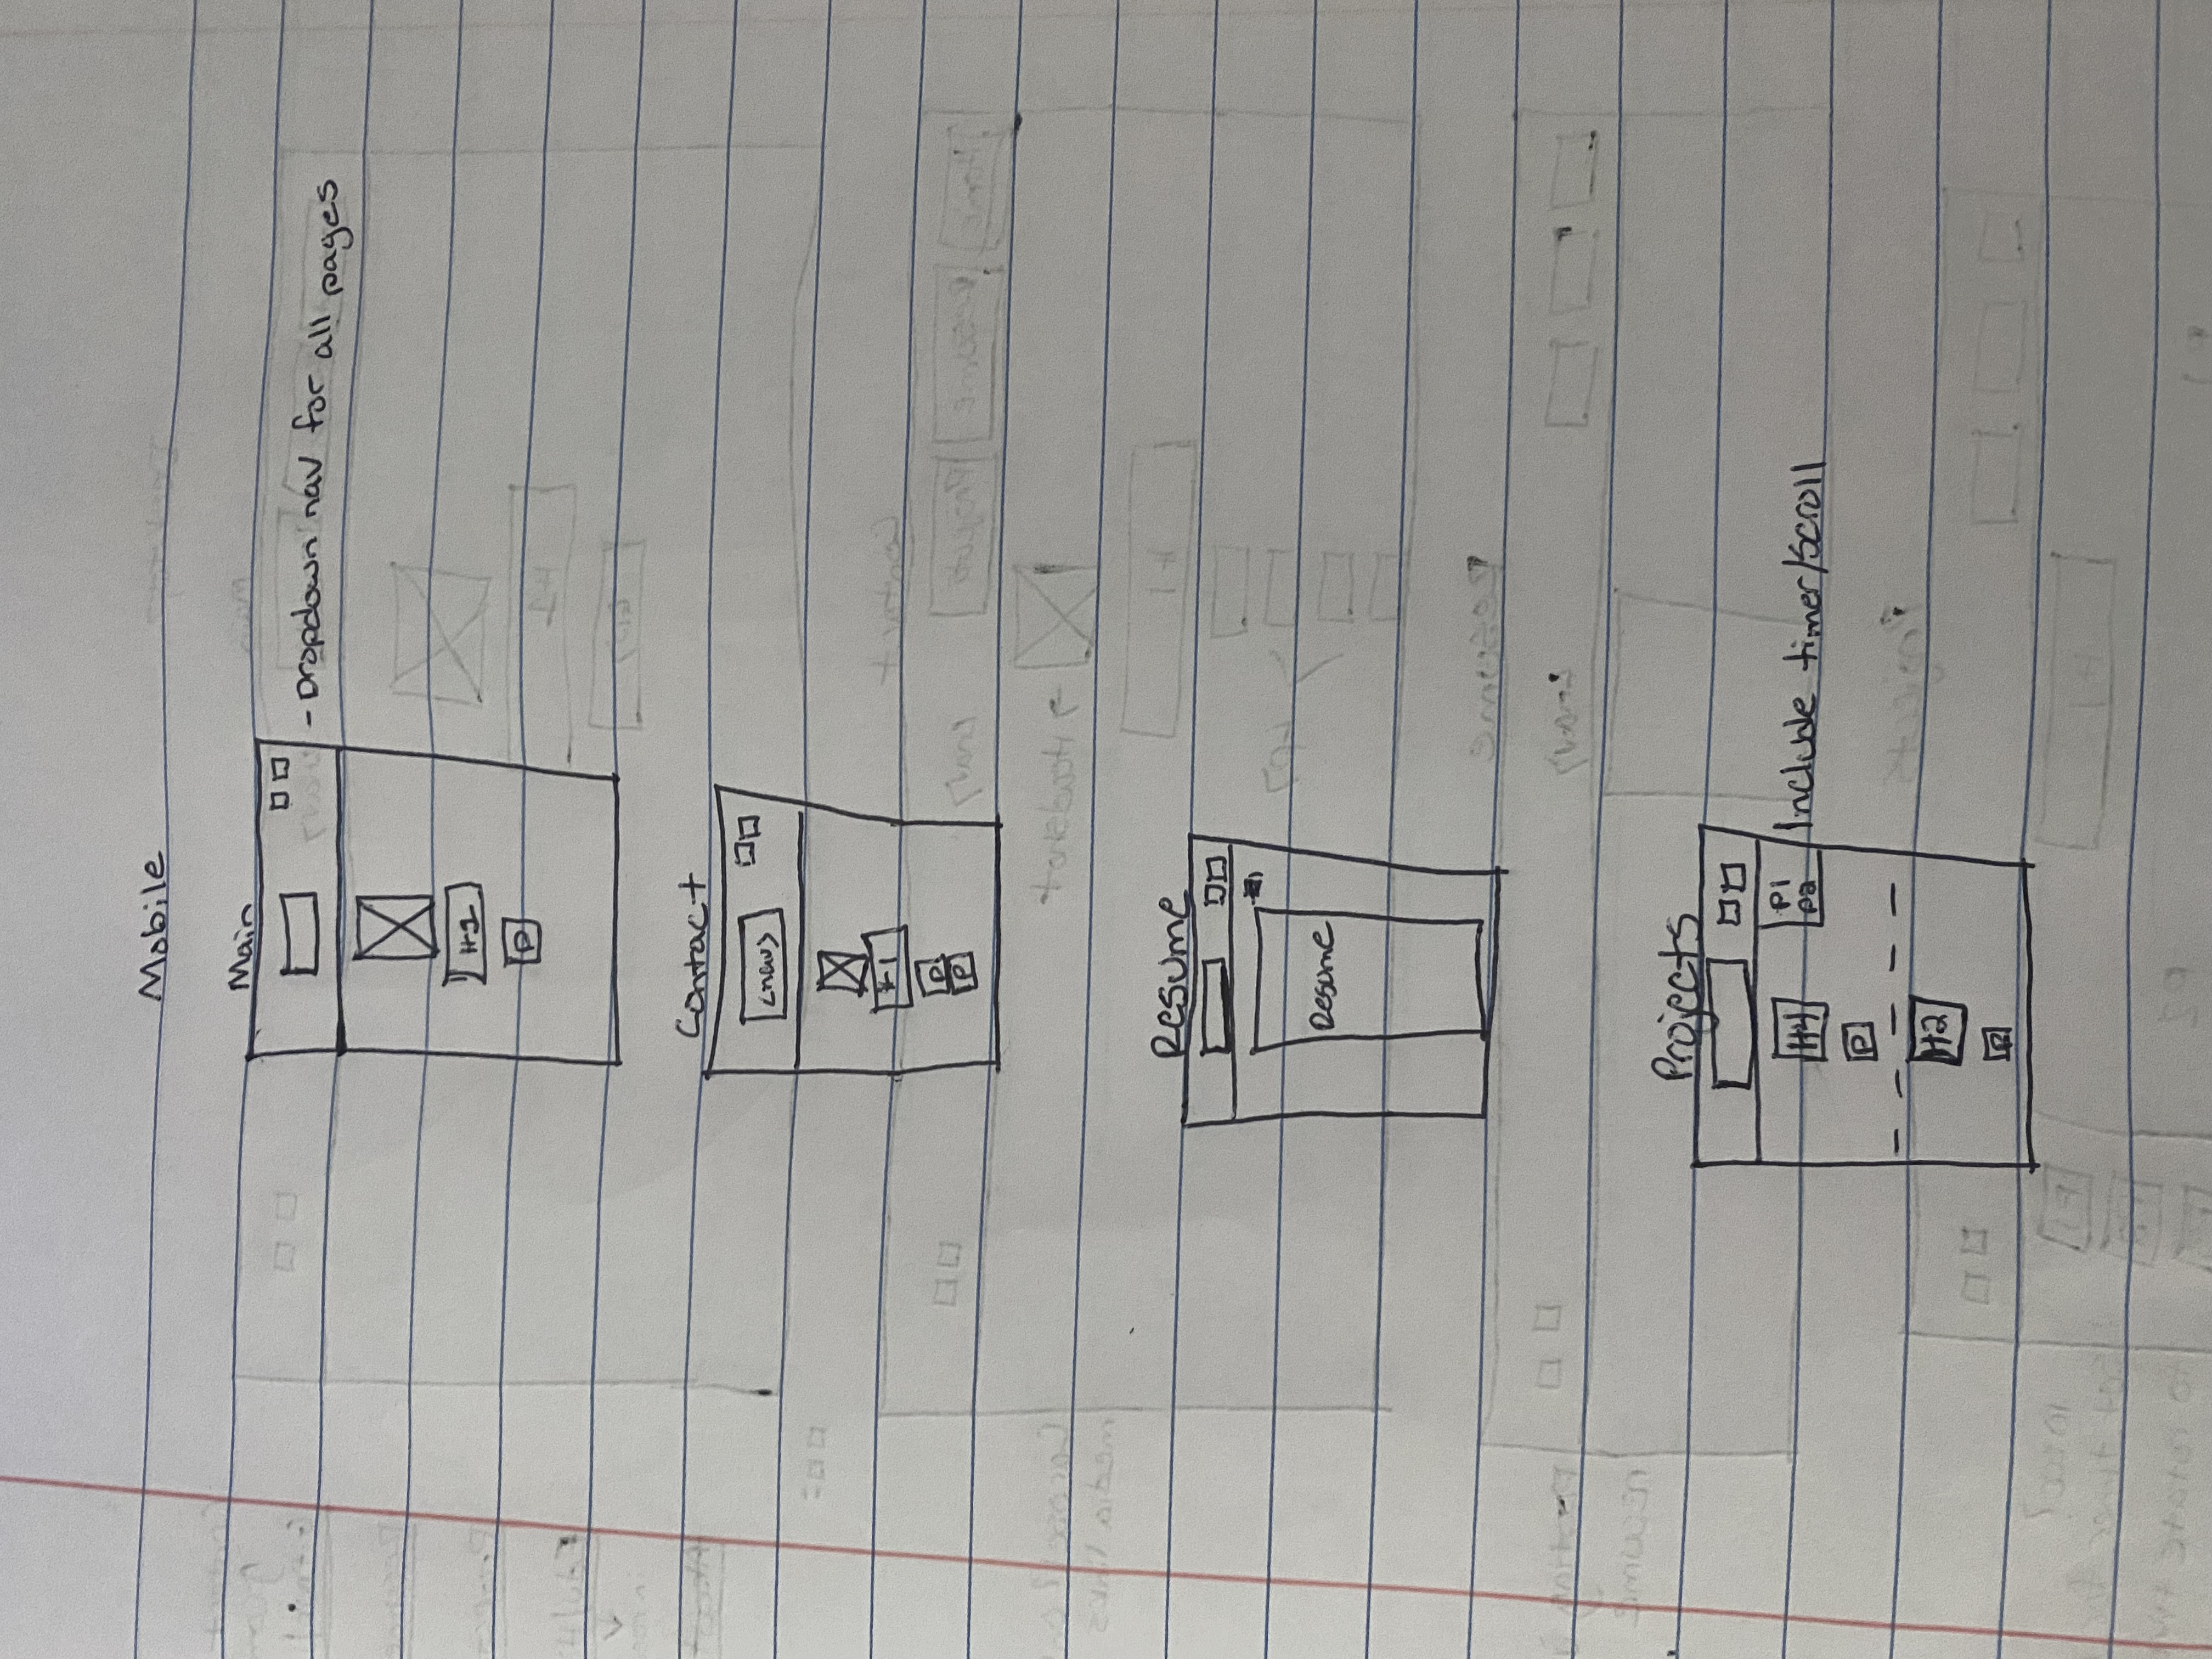 Mobile
Main
- Dropdown nav for all pages
H1
P
Contact
<nav>
H1
P
P
Resume
Resume
Projects
H4
P1
P2
Include timer/scroll
P
H2
P